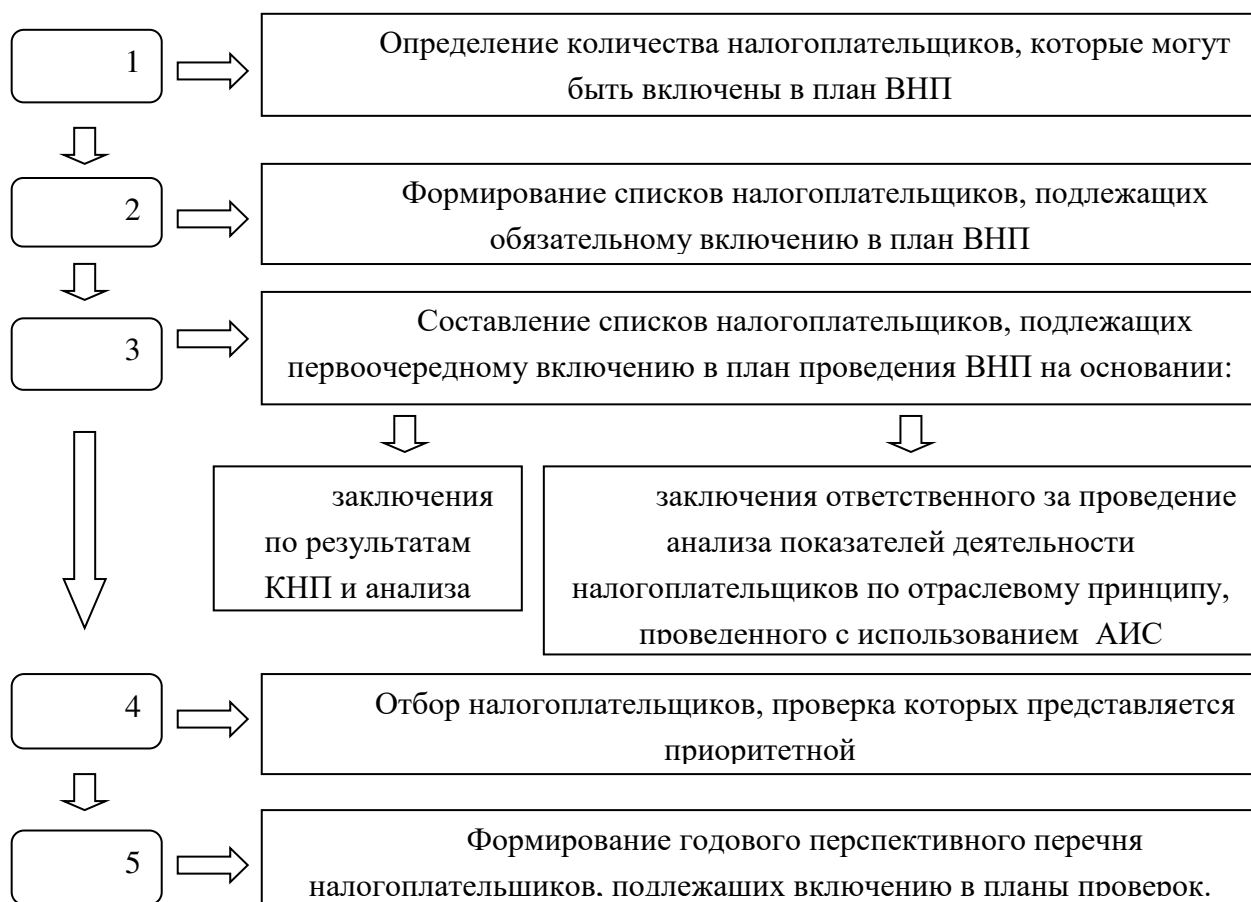 1
Определение количества налогоплательщиков, которые могут
быть включены в план ВНП
2
Формирование списков налогоплательщиков, подлежащих
обязательному включению в план ВНП
3
Составление списков налогоплательщиков, подлежащих
первоочередному включению в план проведения ВНП на основании:
заключения
по результатам
КНП и анализа
заключения ответственного за проведение
анализа показателей деятельности
налогоплательщиков по отраслевому принципу,
проведенного с использованием АИС
4
Отбор налогоплательщиков, проверка которых представляется
приоритетной
5
Формирование годового перспективного перечня
налогоплательщиков, подлежащих включению в планы проверок.